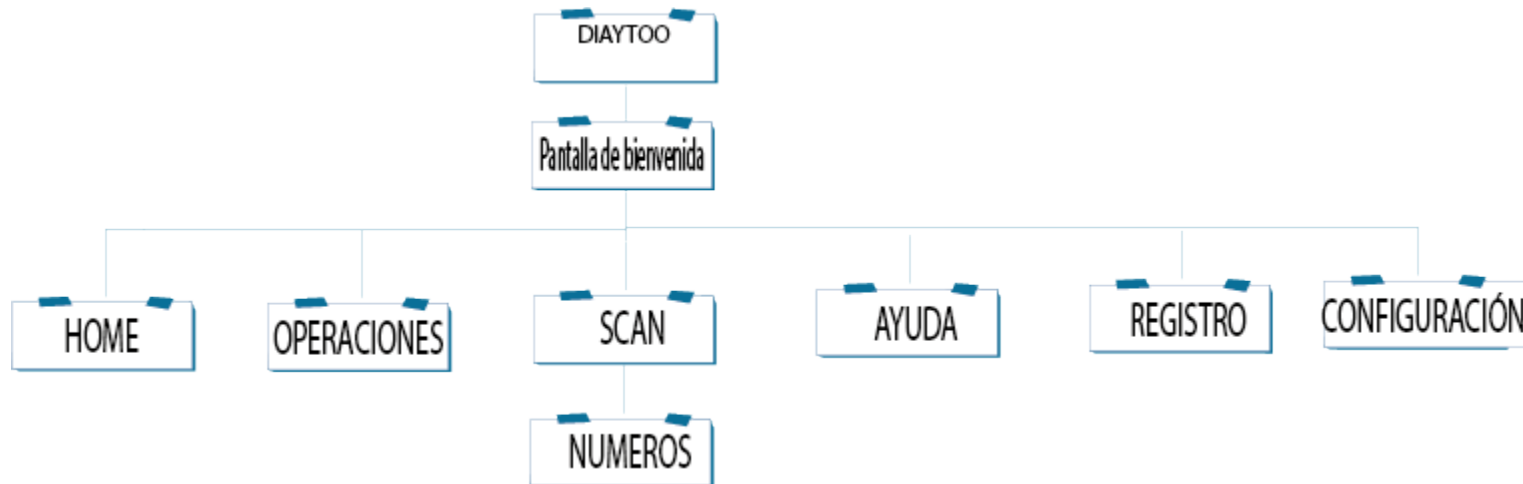 DIAYTOO
Pantalla de bienvenida
HOME
OPERACIONES
SCAN
AYUDA
REGISTRO
CONFIGURACIÓN
NUMEROS